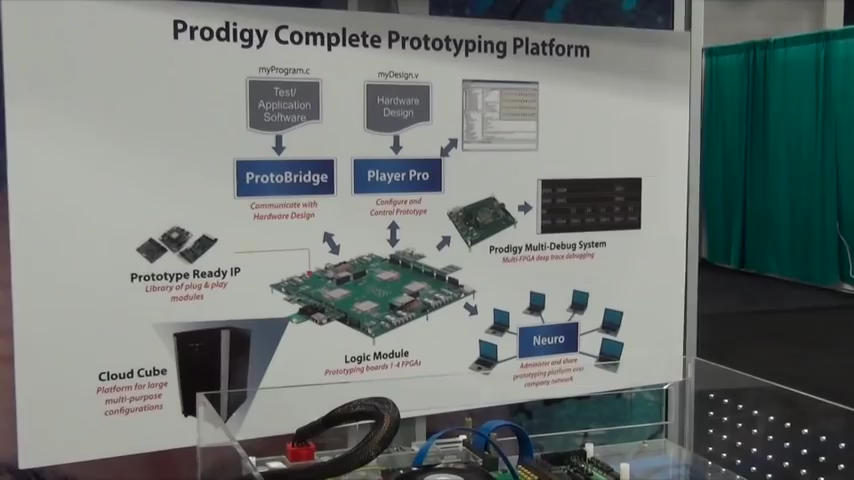 Prodigy Complete Prototyping Platform
myProgram.c
myDesign.v
Test/
Application
Software
Hardware
Design
ProtoBridge
Player Pro
Communicate with
Hardware Design
Configure and
Control Prototype
Prodigy Multi-Debug System
Multi-FPGA deep trace debugging
Prototype Ready IP
Library of plug & play
modules
Logic Module
Prototyping boards 1-4 FPGAs
Neuro
Administer and share
prototyping platform over
company network
Cloud Cube
Platform for large
multi-purpose
configurations